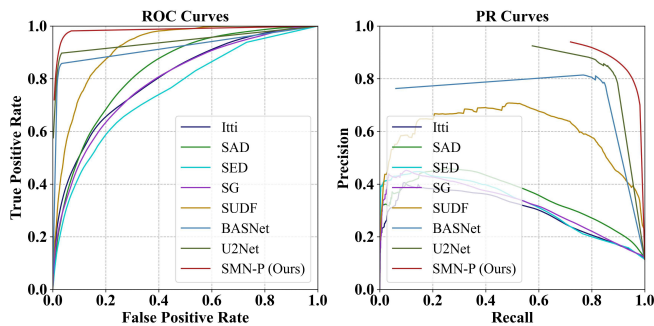 ROC Curves
True Positive Rate
1.0
0.8
0.6
0.4
0.2
0.0
Itti
SAD
SED
SG
SUDF
BASNet
U2Net
SMN-P (Ours)
0.0 0.2 0.4 0.6 0.8 1.0
False Positive Rate
PR Curves
Precision
1.0
0.8
0.6
0.4
0.2
0.0
Itti
SAD
SED
SG
SUDF
BASNet
U2Net
SMN-P (Ours)
0.0 0.2 0.4 0.6 0.8 1.0
Recall